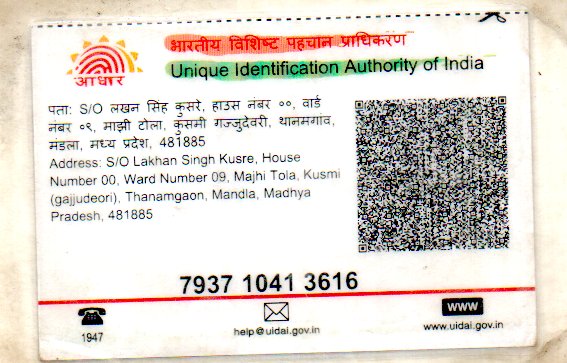 भारतीय विशिष्ट पहचान प्राधिकरण
Unique Identification Authority of India
आधार
पता: S/O लखन सिंह कुसरे, हाउस नंबर ००, वार्ड
नंबर ०९, माझी टोला, कुसमी गज्जुदेवरी, थानमगांव,
मंडला, मध्य प्रदेश, 481885
Address: S/O Lakhan Singh Kusre, House
Number 00, Ward Number 09, Majhi Tola, Kusmi
(gajjudeori), Thanamgaon, Mandla, Madhya
Pradesh, 481885
7937 1041 3616
1947
help@uidai.gov.in
www
www.uidai.gov.in